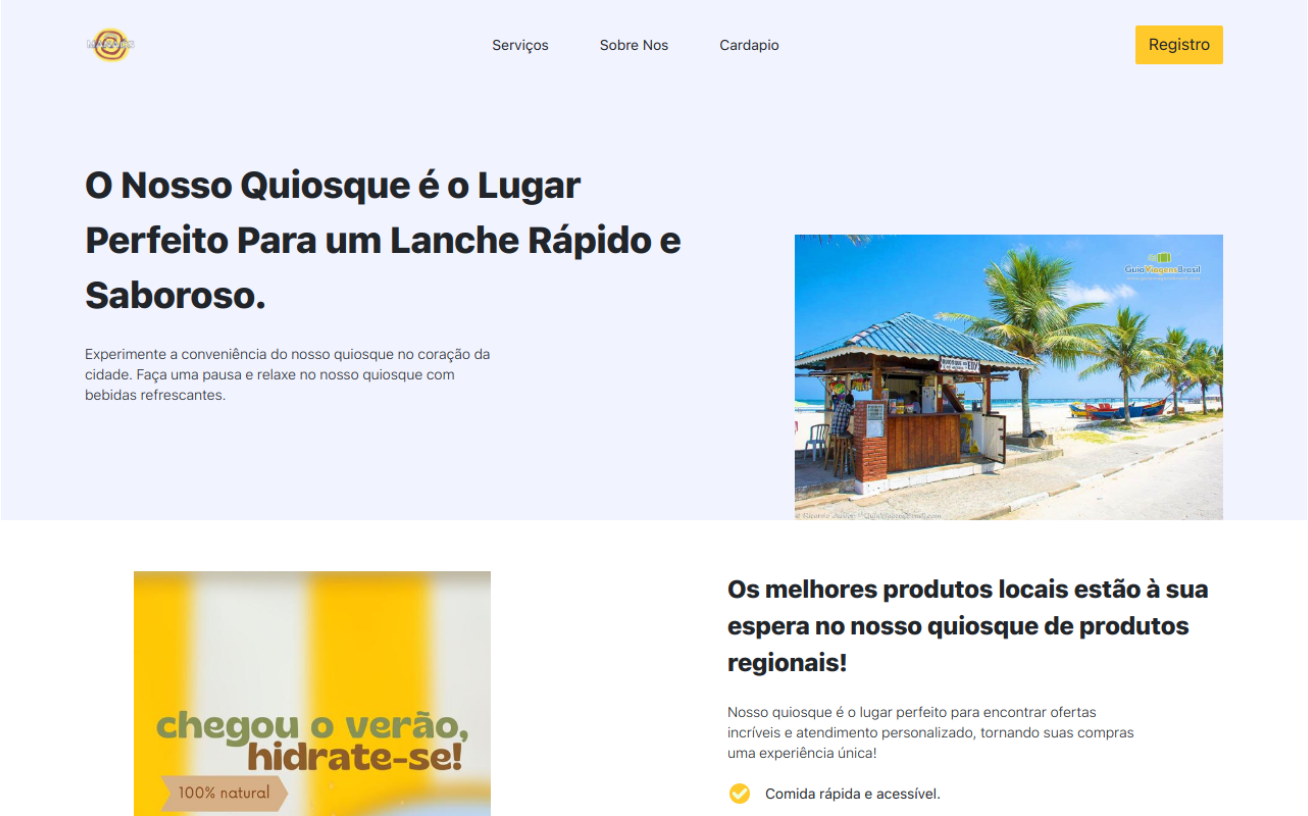 Serviços
Sobre Nos
Cardapio
Registro
O Nosso Quiosque é o Lugar
Perfeito Para um Lanche Rápido e
Saboroso.
Experimente a conveniência do nosso quiosque no coração da
cidade. Faça uma pausa e relaxe no nosso quiosque com
bebidas refrescantes.
GuiaViagensBrasil
chegou o verão,
hidrate-se!
100% natural
Os melhores produtos locais estão à sua
espera no nosso quiosque de produtos
regionais!
Nosso quiosque é o lugar perfeito para encontrar ofertas
incríveis e atendimento personalizado, tornando suas compras
uma experiência única!
Comida rápida e acessível.